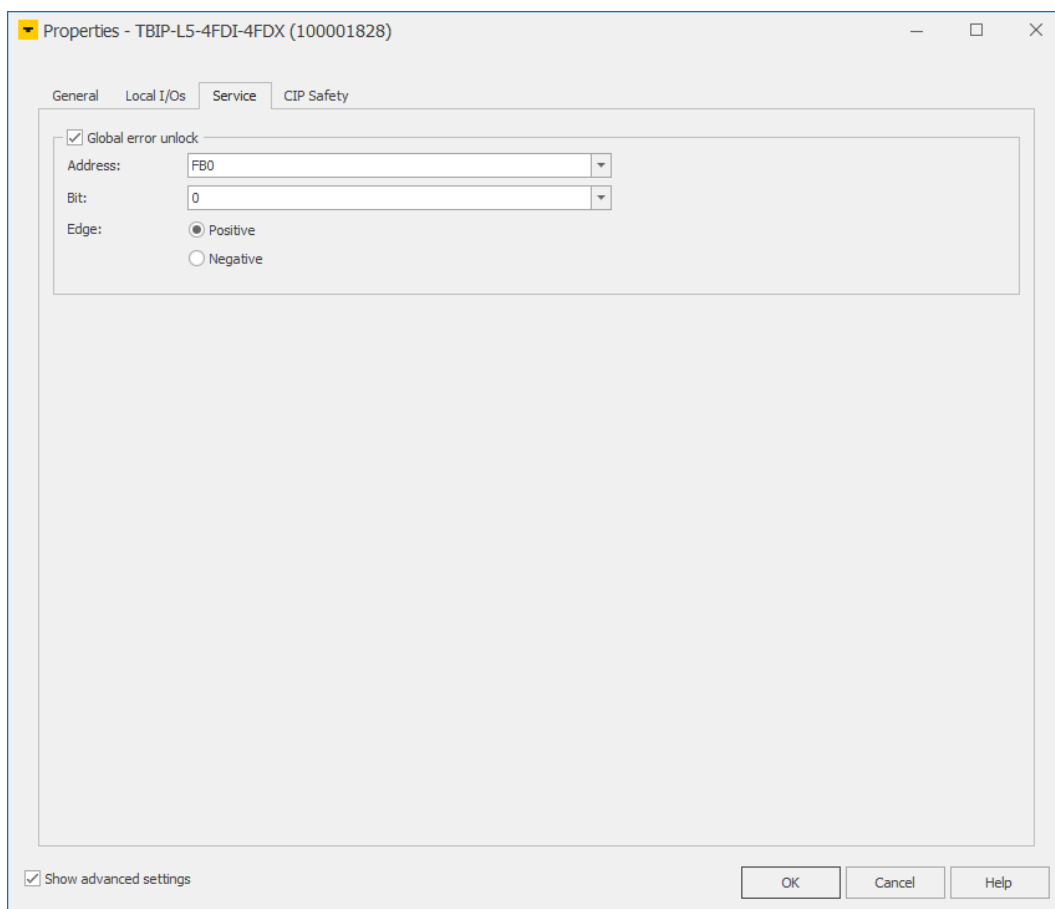 Properties - TBIP-L5-4FDI-4FDX (100001828)
General Local I/Os Service CIP Safety
Global error unlock
Address: FB0
Bit: 0
Edge: Positive
Negative
Show advanced settings
OK Cancel Help